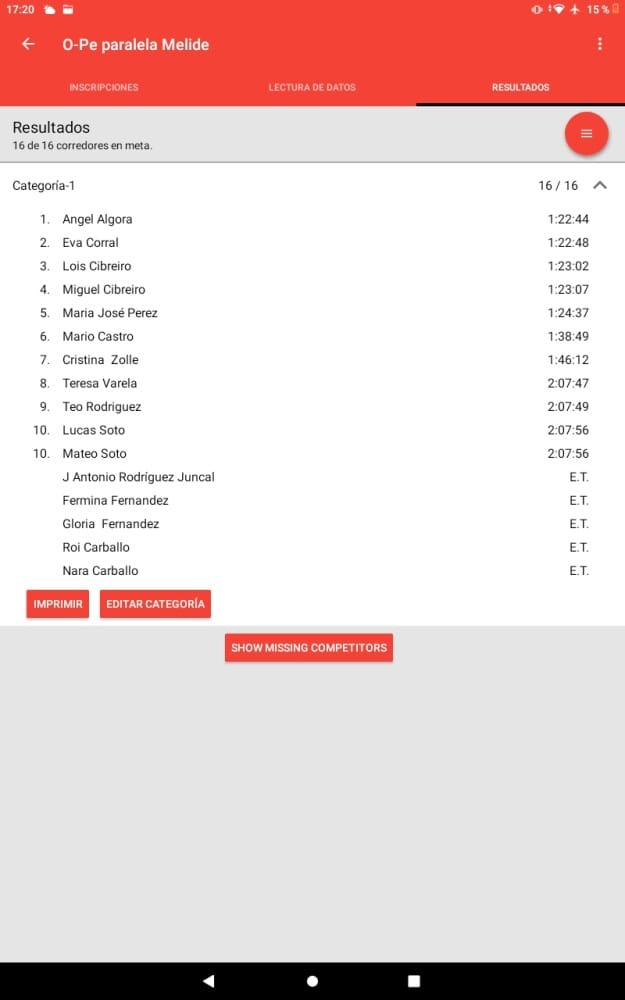 17:20 15 %
O-Pe paralela Melide
INSCRIPCIONES LECTURA DE DATOS RESULTADOS
Resultados
16 de 16 corredores en meta.
Categoría-1 16 / 16
1. Angel Algora 1:22:44
2. Eva Corral 1:22:48
3. Lois Cibreiro 1:23:02
4. Miguel Cibreiro 1:23:07
5. Maria José Perez 1:24:37
6. Mario Castro 1:38:49
7. Cristina Zolle 1:46:12
8. Teresa Varela 2:07:47
9. Teo Rodriguez 2:07:49
10. Lucas Soto 2:07:56
10. Mateo Soto 2:07:56
J Antonio Rodríguez Juncal E.T.
Fermina Fernandez E.T.
Gloria Fernandez E.T.
Roi Carballo E.T.
Nara Carballo E.T.
IMPRIMIR EDITAR CATEGORÍA
SHOW MISSING COMPETITORS